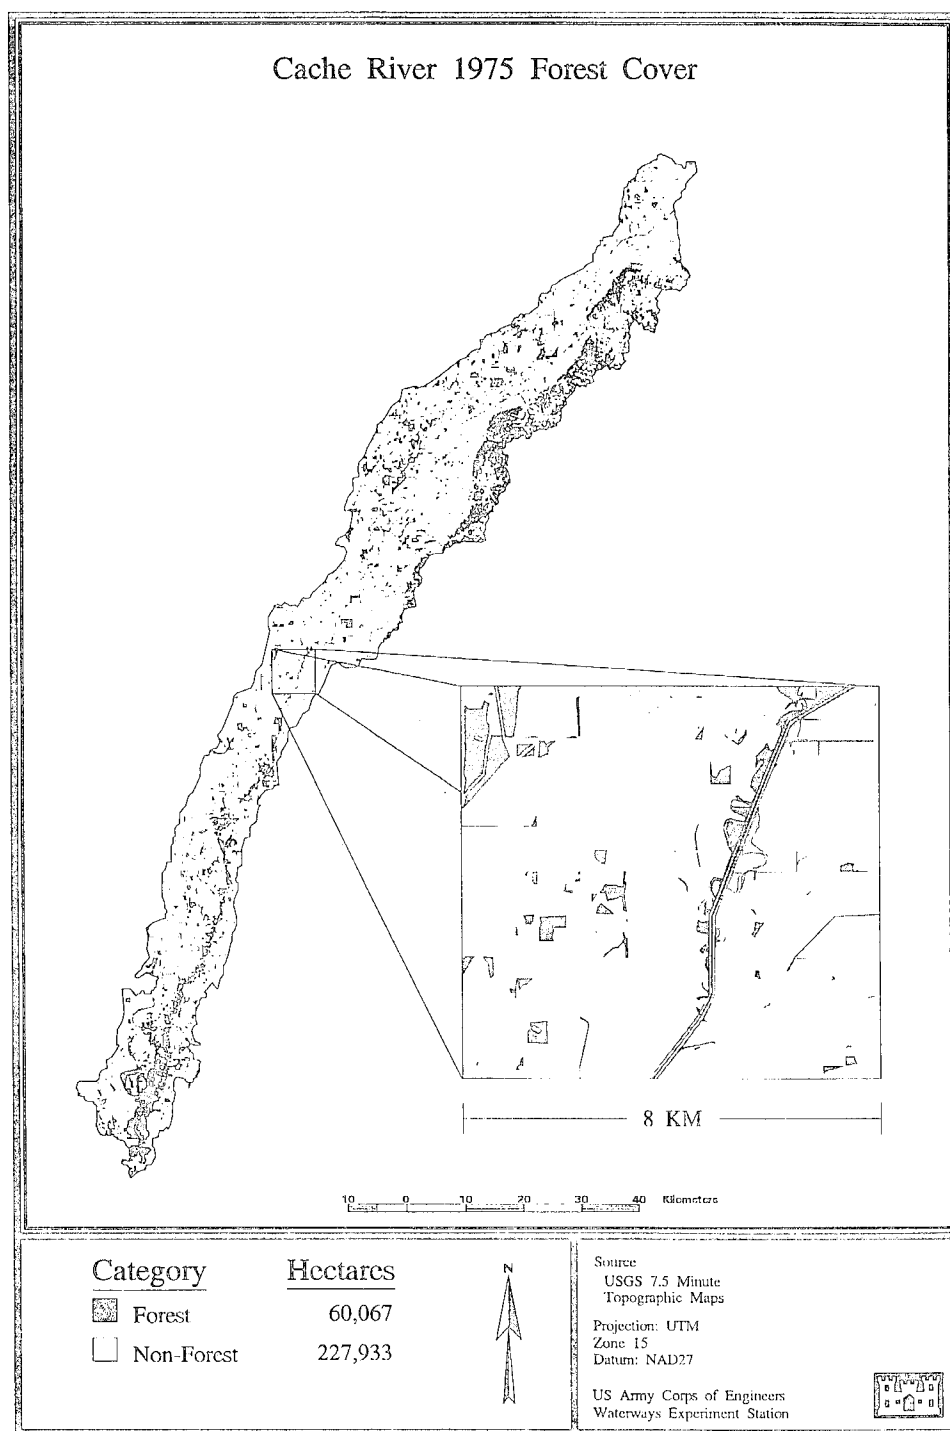 Cache River 1975 Forest Cover
8 KM
10 0 10 20 30 40 Kilometers
Category Hectares
Forest 60,067
Non-Forest 227,933
N
Source
USGS 7.5 Minute
Topographic Maps
Projection: UTM
Zone 15
Datum: NAD27
US Army Corps of Engineers
Waterways Experiment Station